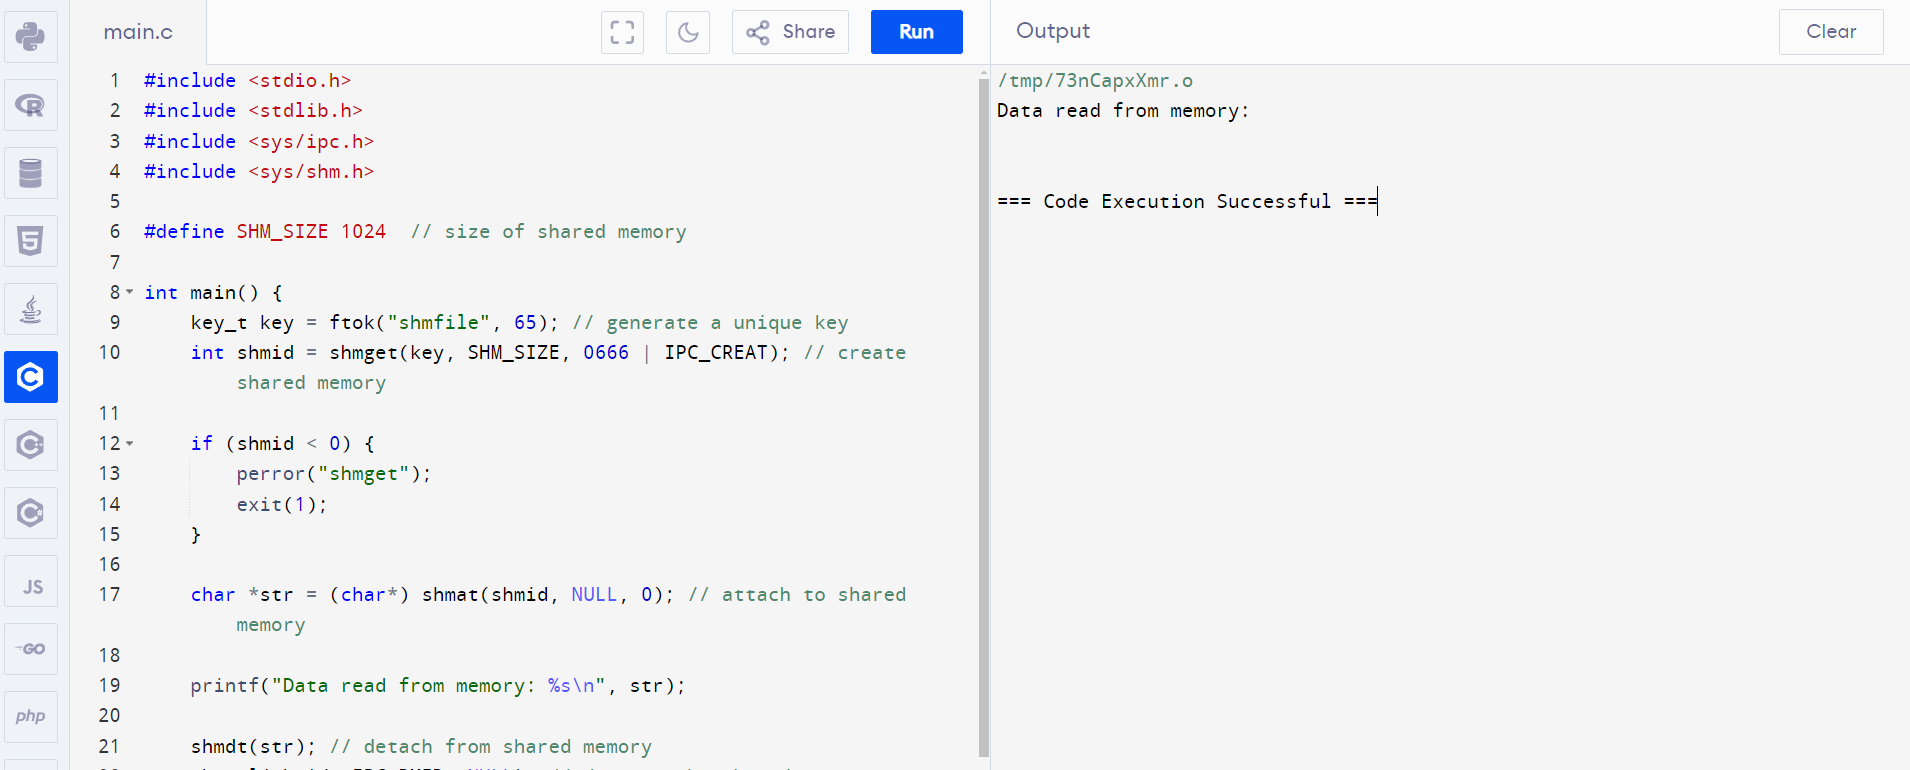 main.c
Share
Run
Output
Clear
1 #include <stdio.h>
2 #include <stdlib.h>
3 #include <sys/ipc.h>
4 #include <sys/shm.h>
5
6 #define SHM_SIZE 1024  // size of shared memory
7
8 int main() {
9     key_t key = ftok("shmfile", 65); // generate a unique key
10     int shmid = shmget(key, SHM_SIZE, 0666 | IPC_CREAT); // create
shared memory
11
12     if (shmid < 0) {
13         perror("shmget");
14         exit(1);
15     }
16
17     char *str = (char*) shmat(shmid, NULL, 0); // attach to shared
memory
18
19     printf("Data read from memory: %s\n", str);
20
21     shmdt(str); // detach from shared memory
/tmp/73nCapxXmr.o
Data read from memory:
=== Code Execution Successful ===
R
5
C
C
C
JS
GO
php